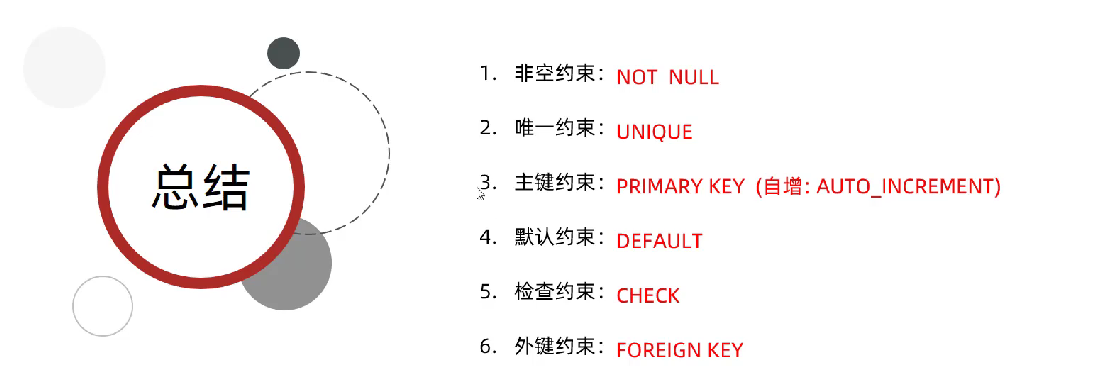 总结
1. 非空约束：NOT NULL
2. 唯一约束：UNIQUE
3. 主键约束：PRIMARY KEY (自增: AUTO_INCREMENT)
4. 默认约束：DEFAULT
5. 检查约束：CHECK
6. 外键约束：FOREIGN KEY